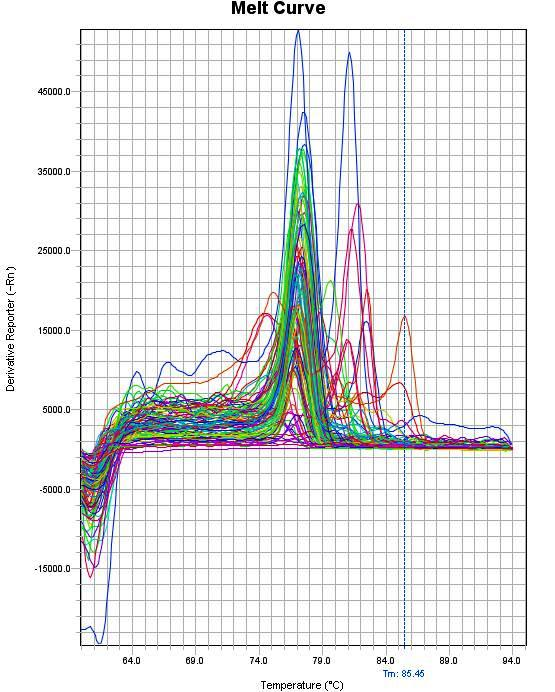 Melt Curve
45000.0
35000.0
25000.0
15000.0
5000.0
-5000.0
-15000.0
Derivative Reporter (-Rn')
64.0 69.0 74.0 79.0 84.0 89.0 94.0
Tm: 85.45
Temperature (°C)